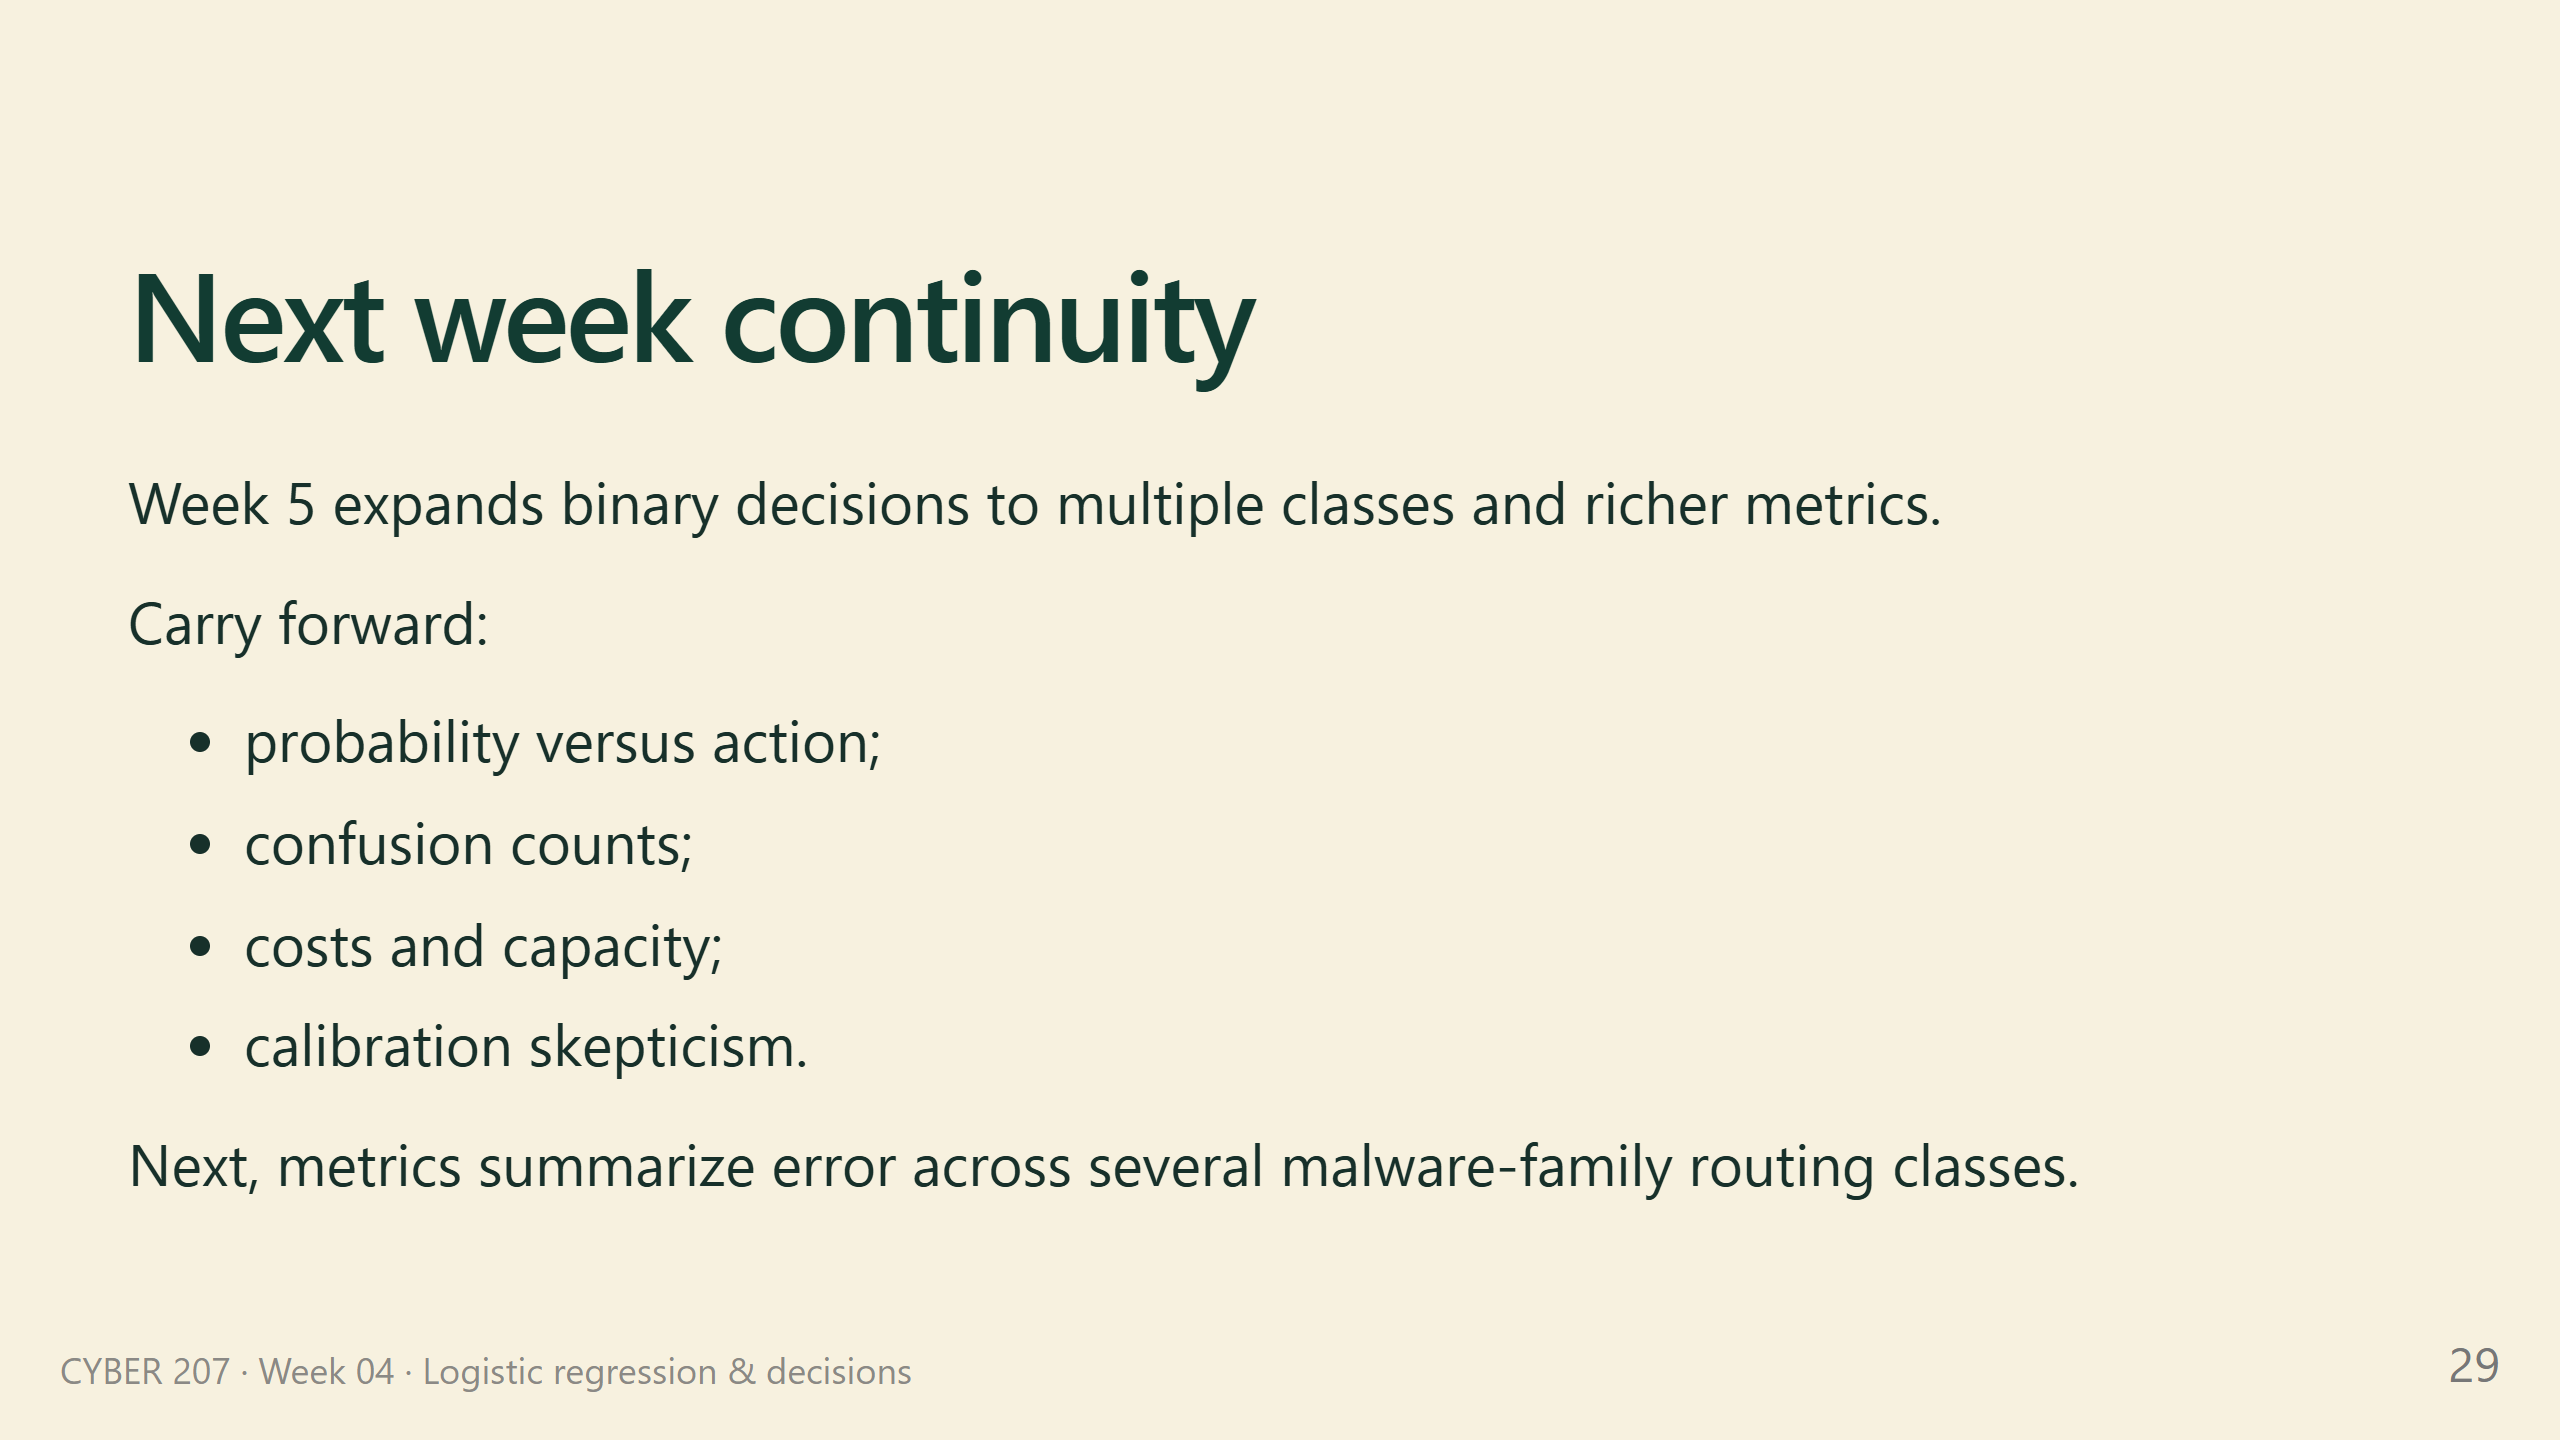 Next week continuity
Week 5 expands binary decisions to multiple classes and richer metrics.
Carry forward:
• probability versus action;
• confusion counts;
• costs and capacity;
• calibration skepticism.
Next, metrics summarize error across several malware-family routing classes.
CYBER 207 · Week 04 · Logistic regression & decisions
29